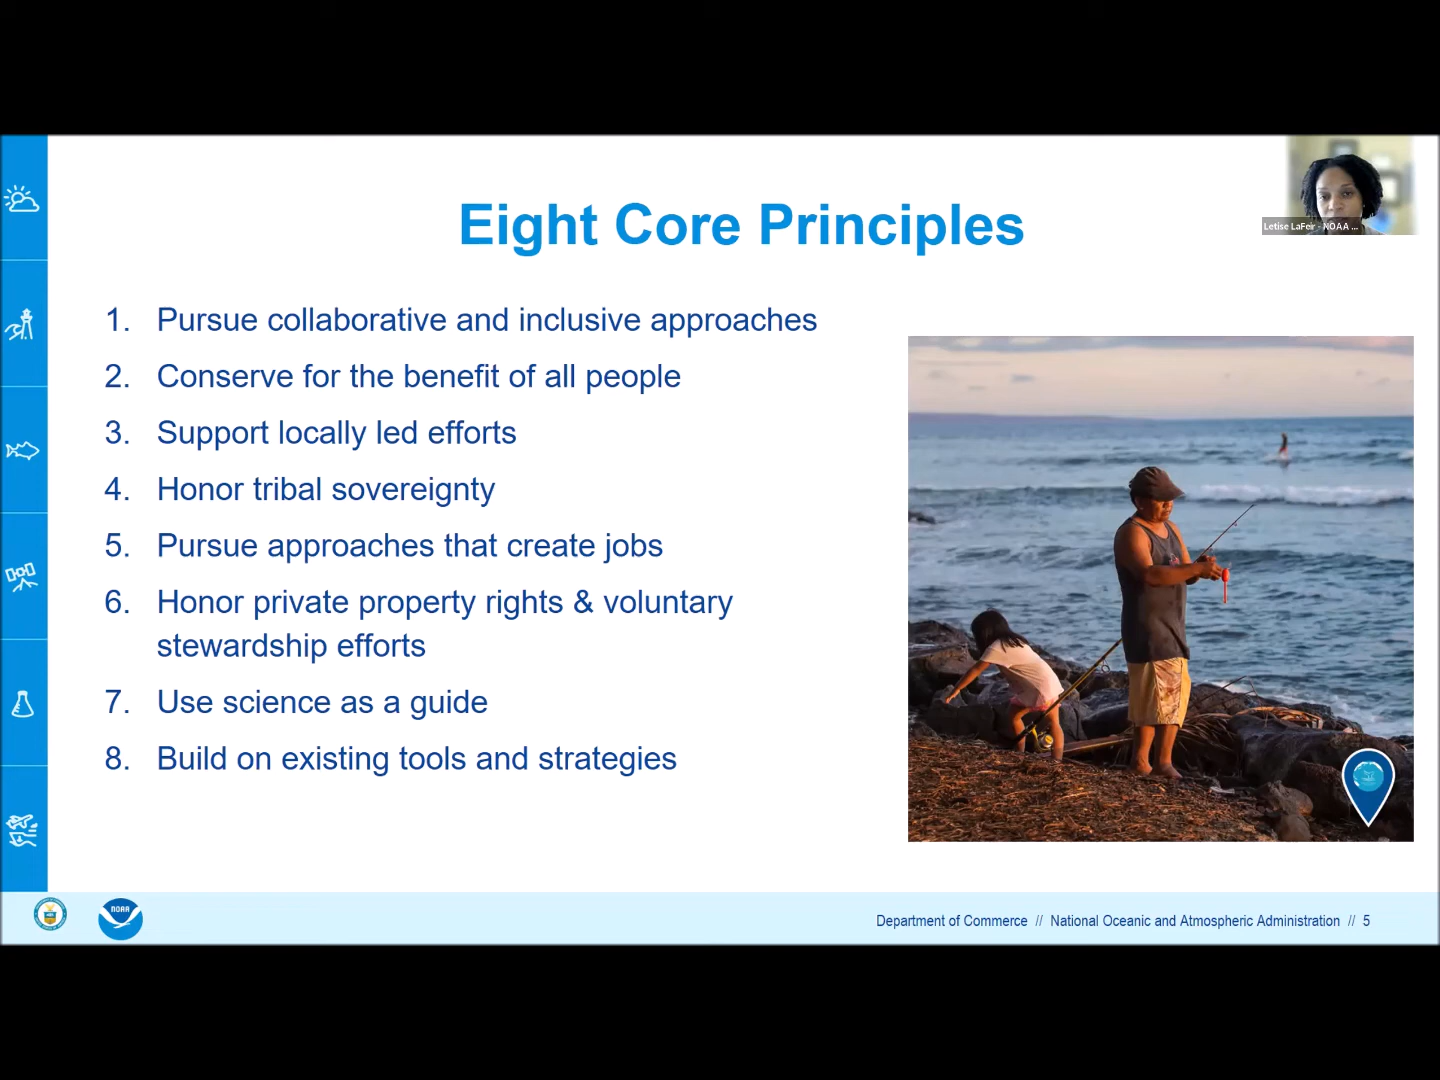 Eight Core Principles
Letise LaFeir - NOAA ...
1. Pursue collaborative and inclusive approaches
2. Conserve for the benefit of all people
3. Support locally led efforts
4. Honor tribal sovereignty
5. Pursue approaches that create jobs
6. Honor private property rights & voluntary
stewardship efforts
7. Use science as a guide
8. Build on existing tools and strategies
NOAA
Department of Commerce // National Oceanic and Atmospheric Administration // 5